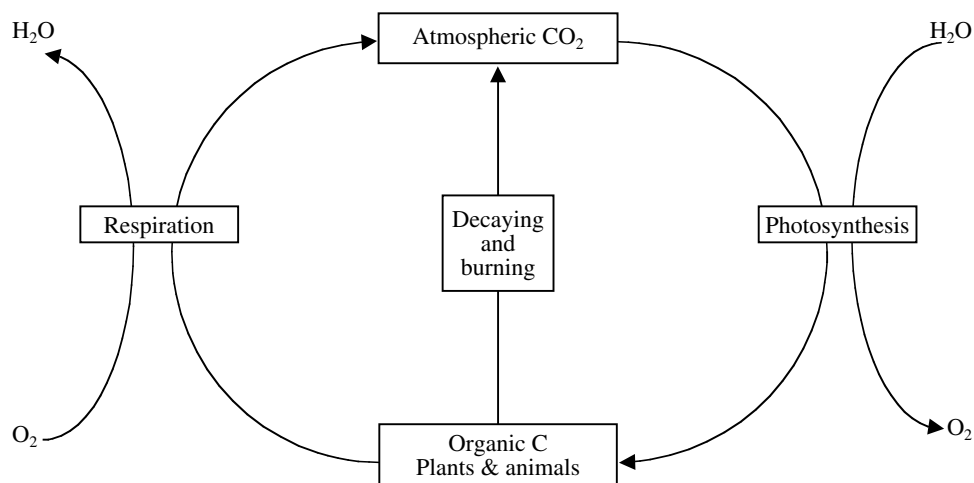 H₂O
Atmospheric CO₂
H₂O
Respiration
Decaying
and
burning
Photosynthesis
O₂
Organic C
Plants & animals
O₂